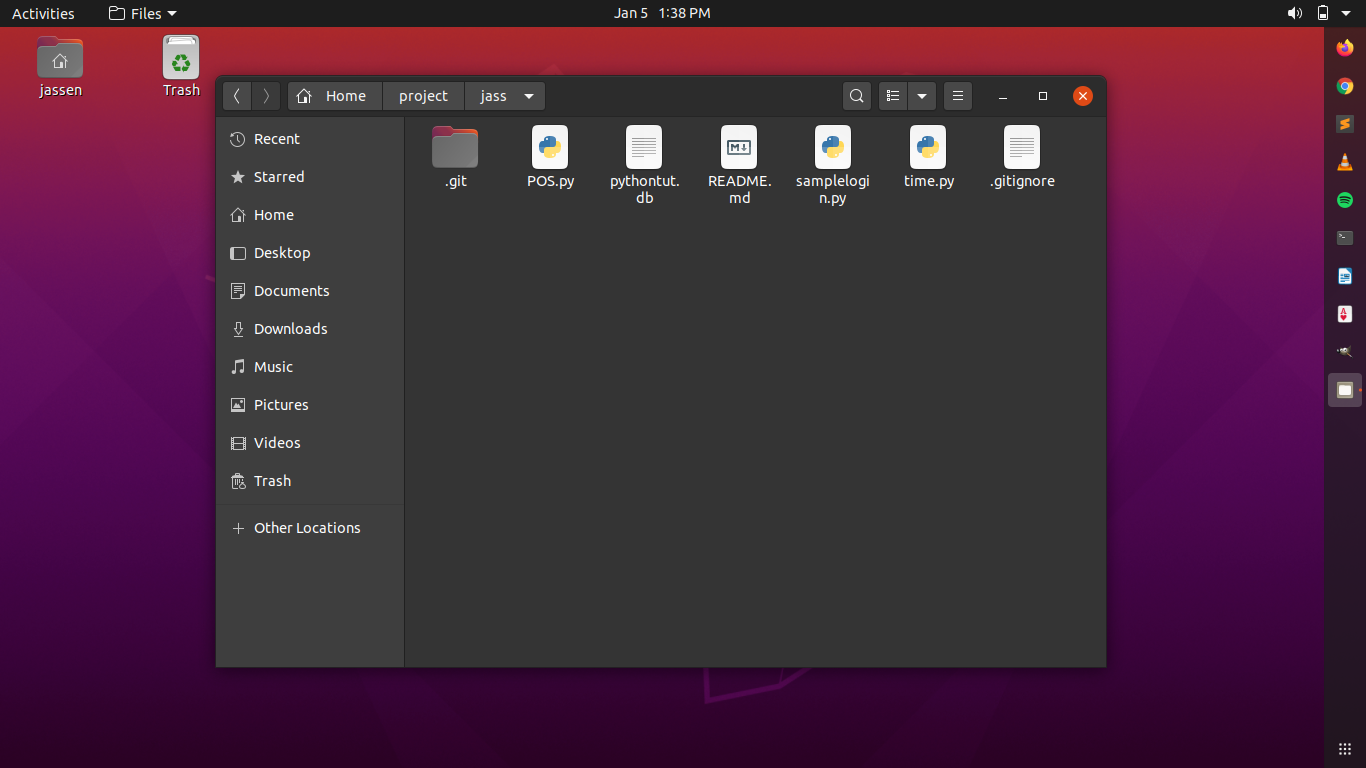 Activities
Files
Jan 5 1:38 PM
jassen
Trash
Home
project
jass
Recent
Starred
Home
Desktop
Documents
Downloads
Music
Pictures
Videos
Trash
Other Locations
.git
POS.py
pythontut.
db
README.
md
samplelogi
n.py
time.py
.gitignore